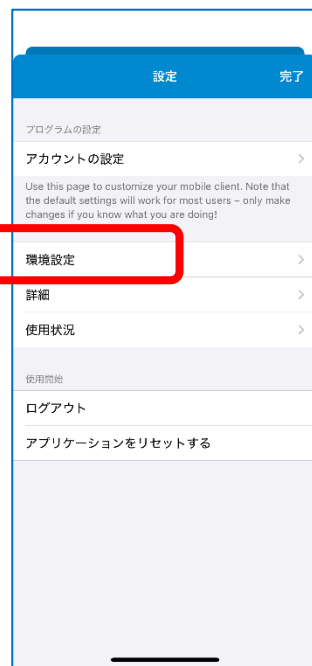 設定
完了
プログラムの設定
アカウントの設定
Use this page to customize your mobile client. Note that
the default settings will work for most users – only make
changes if you know what you are doing!
環境設定
詳細
使用状況
使用開始
ログアウト
アプリケーションをリセットする